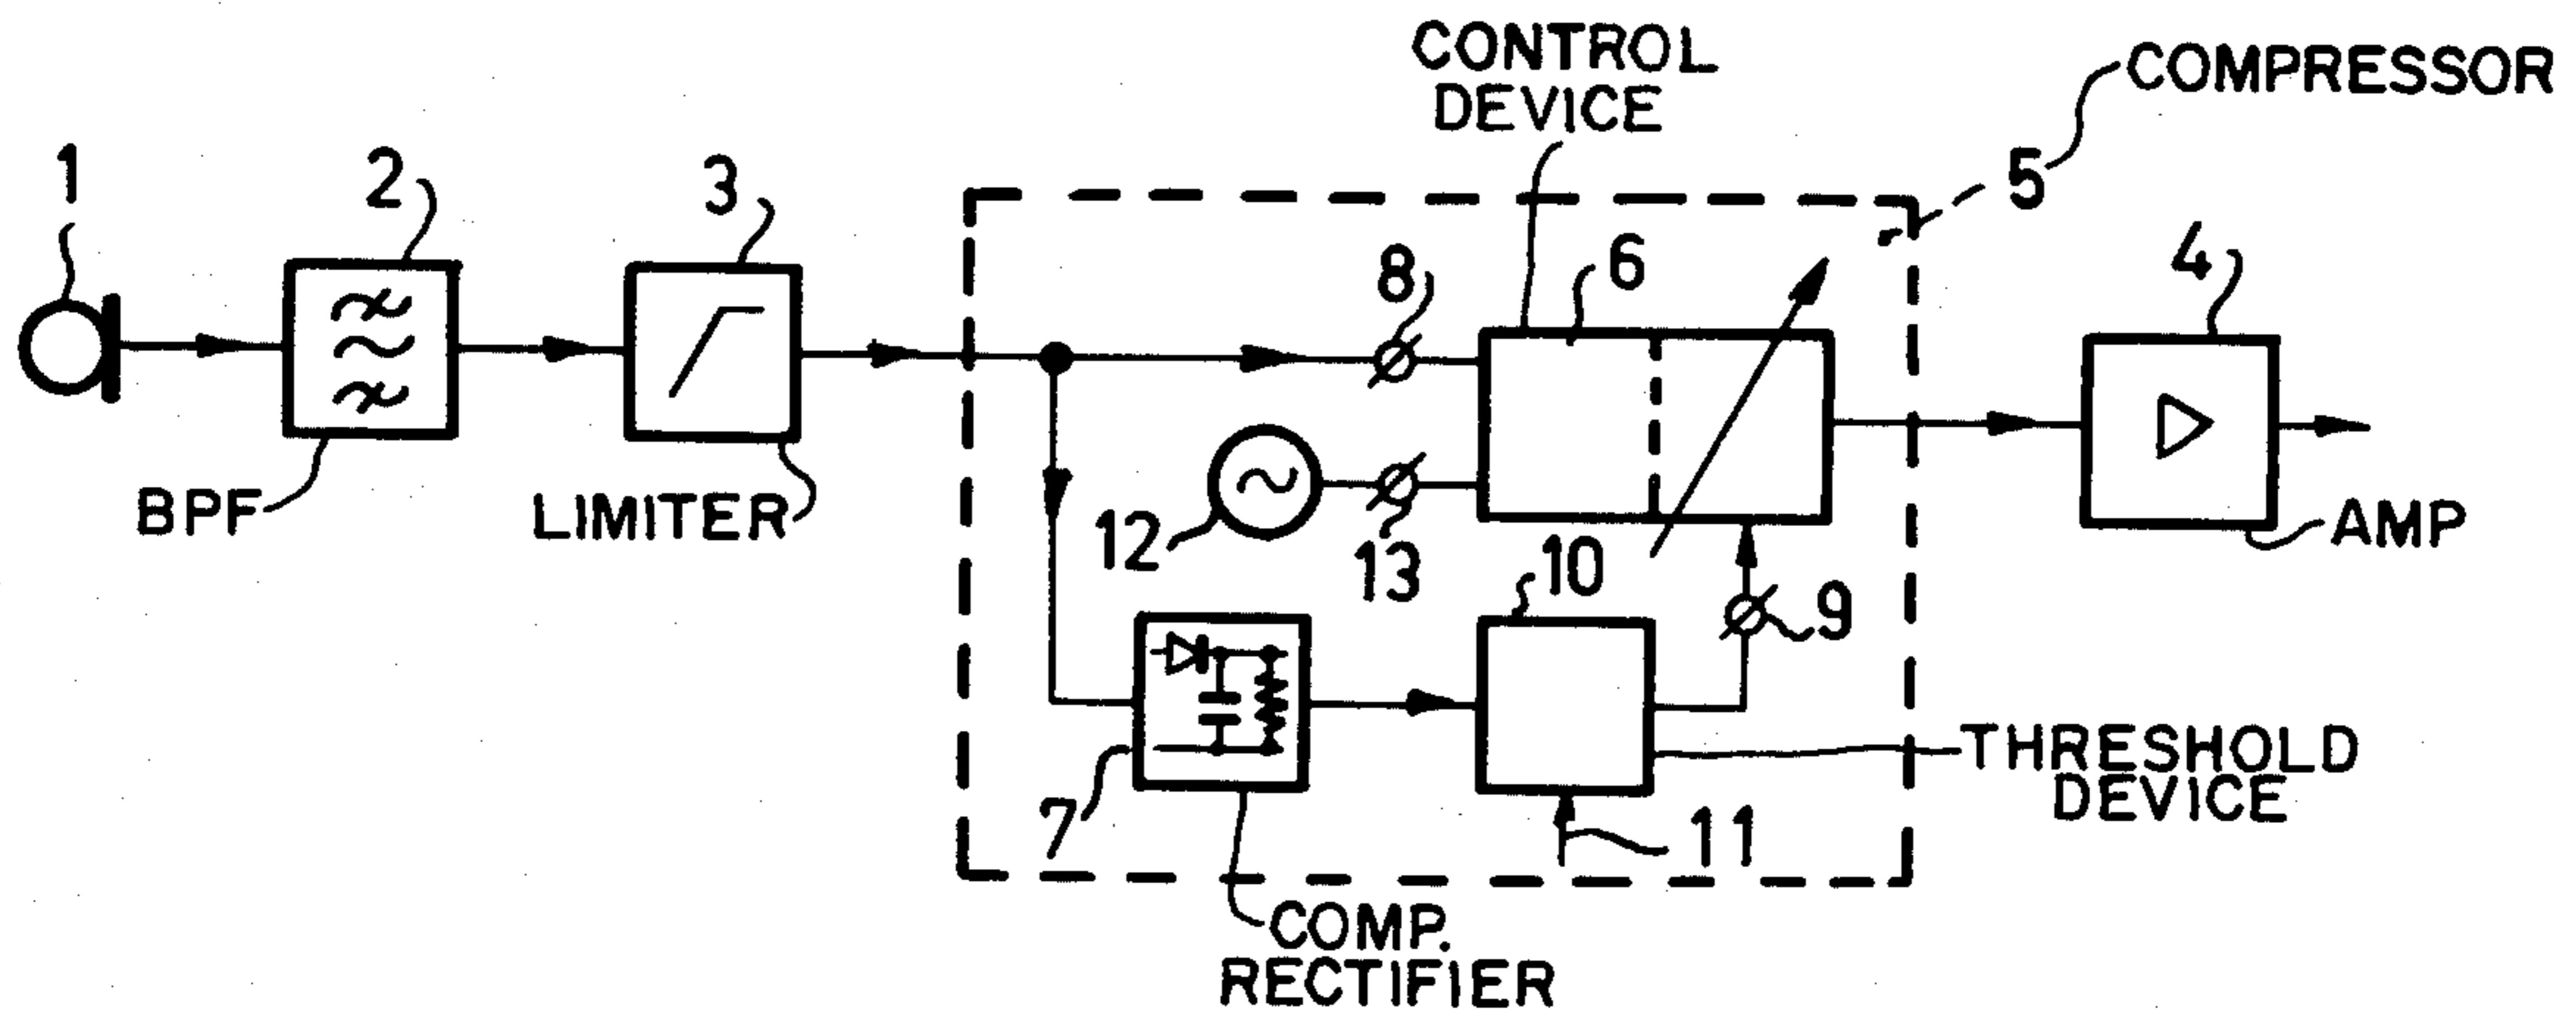 CONTROL
DEVICE
COMPRESSOR
1
2
3
5
8
6
4
BPF
LIMITER
12
13
10
9
AMP
7
11
THRESHOLD
DEVICE
COMP.
RECTIFIER